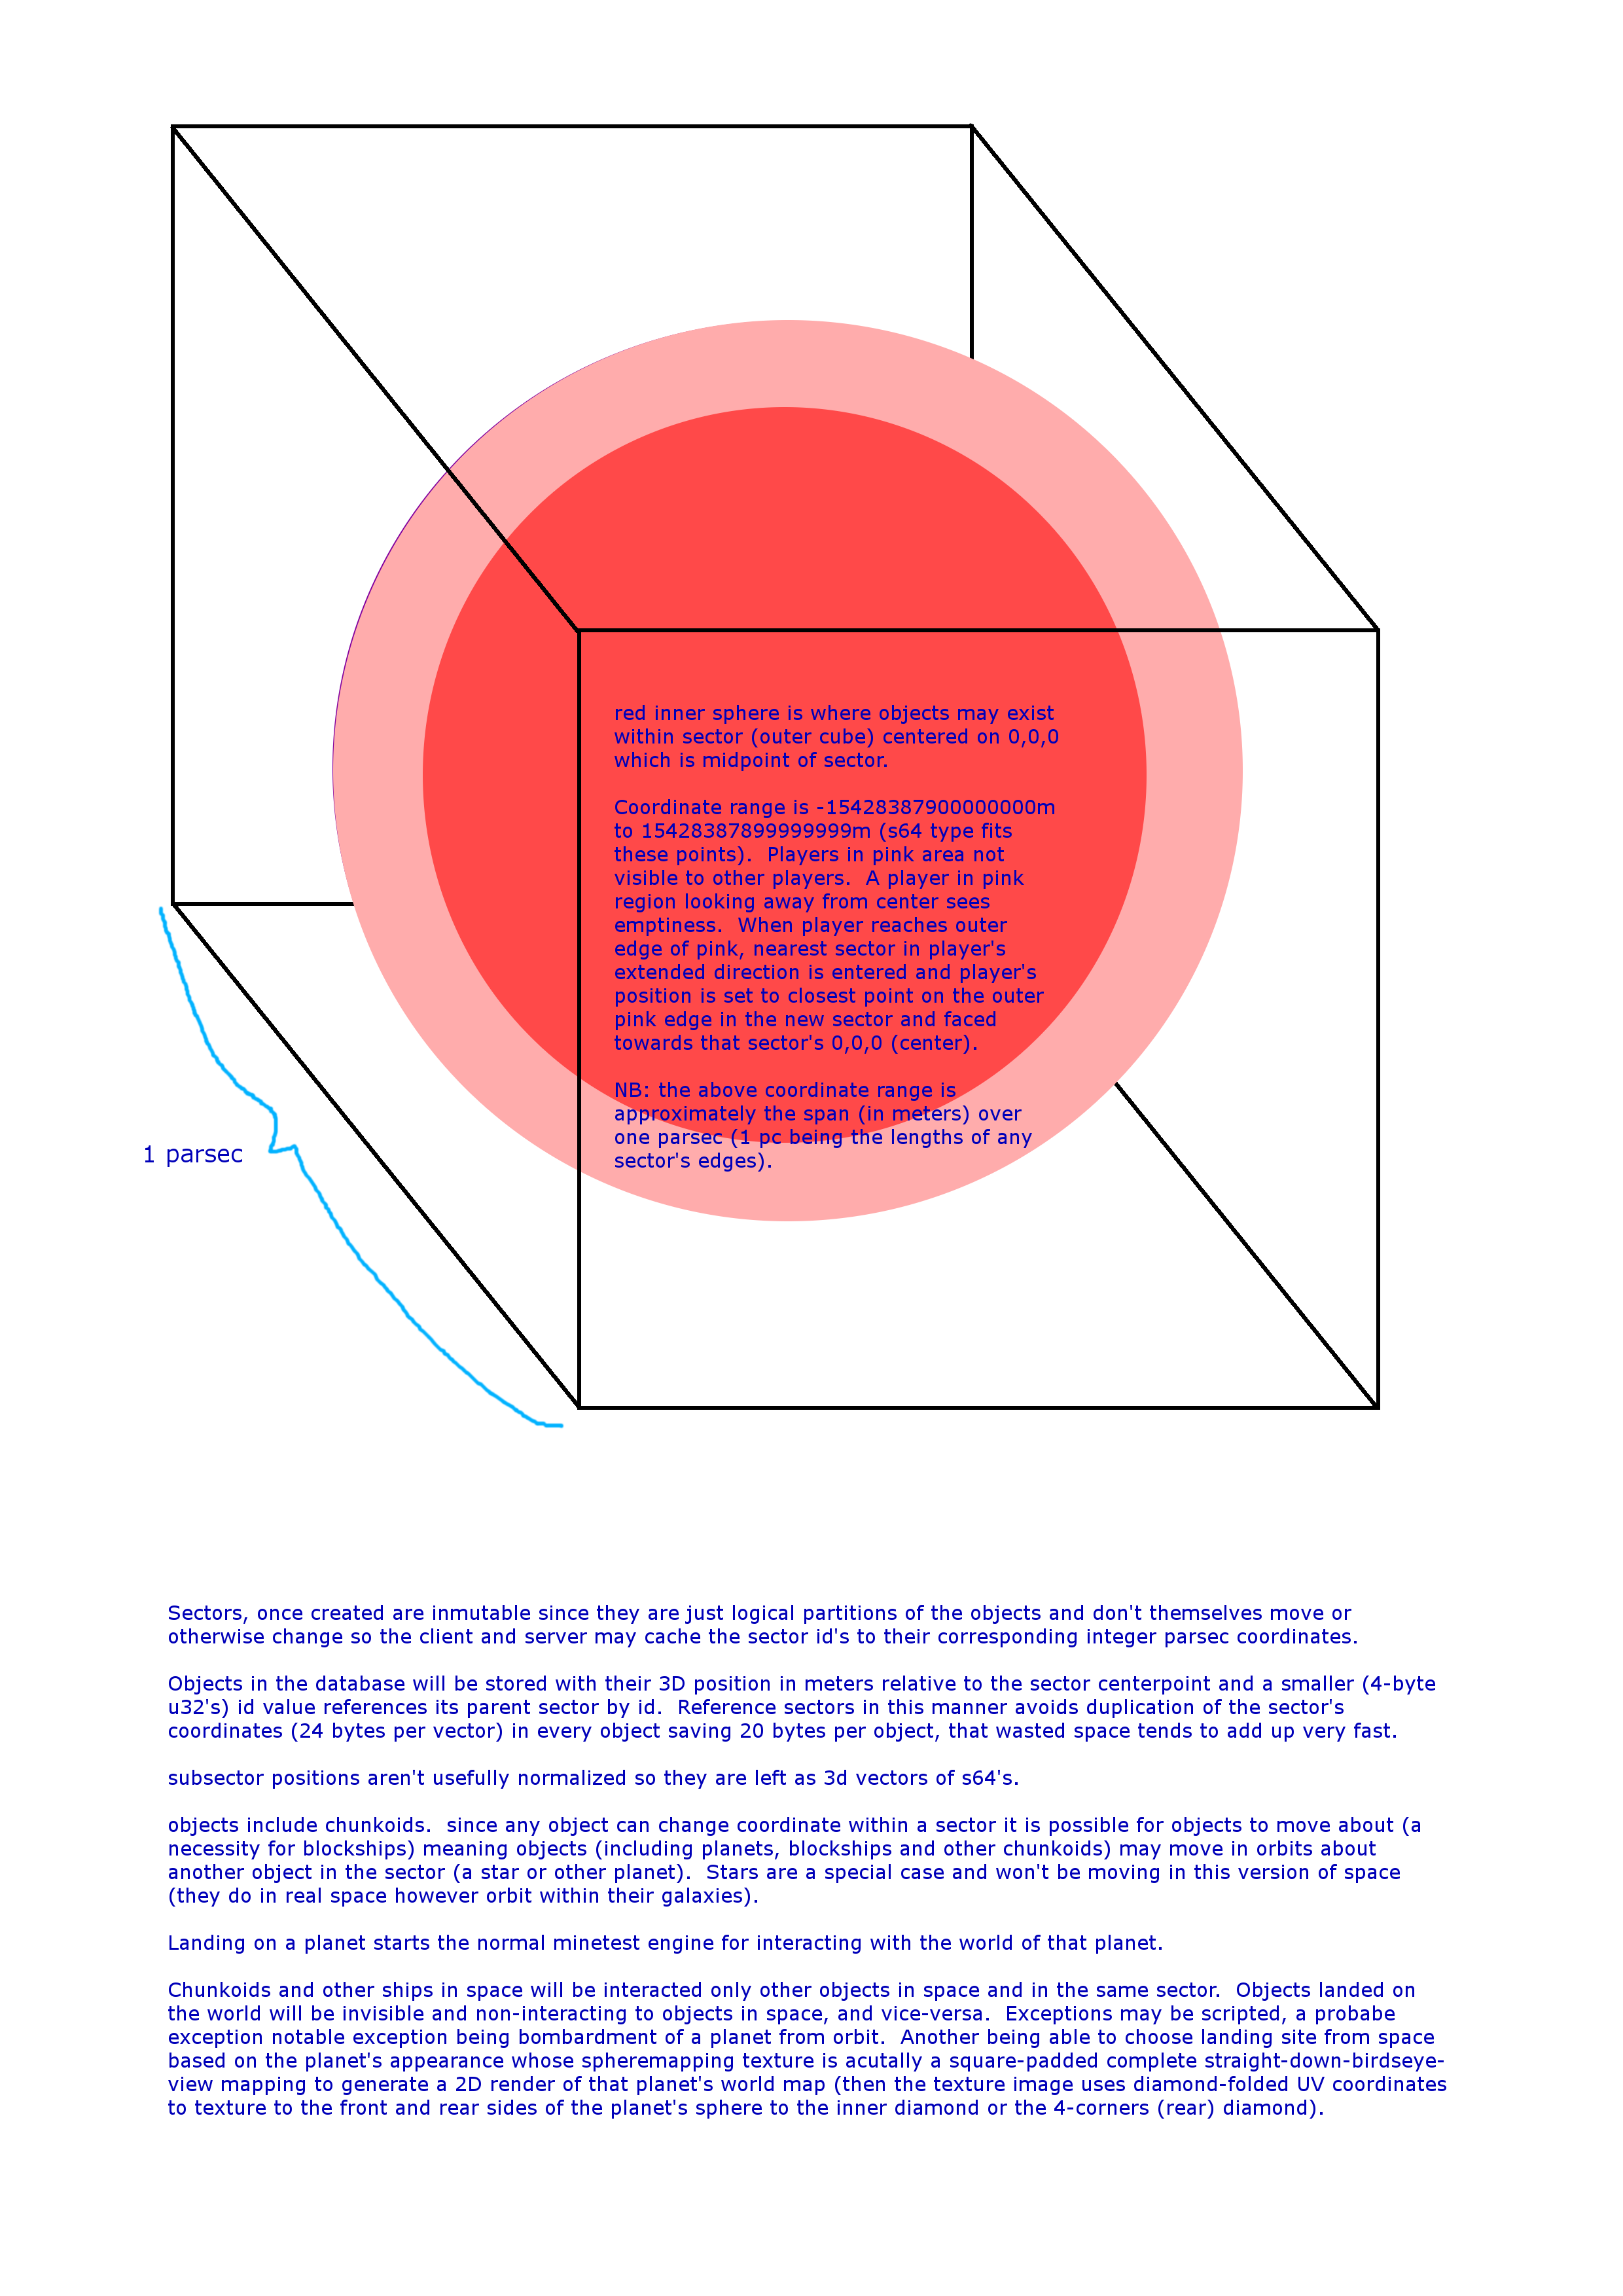 red inner sphere is where objects may exist
within sector (outer cube) centered on 0,0,0
which is midpoint of sector.
Coordinate range is -15428387900000000m
to 15428387899999999m (s64 type fits
these points).  Players in pink area not
visible to other players.  A player in pink
region looking away from center sees
emptiness.  When player reaches outer
edge of pink, nearest sector in player's
extended direction is entered and player's
position is set to closest point on the outer
pink edge in the new sector and faced
towards that sector's 0,0,0 (center).
NB: the above coordinate range is
approximately the span (in meters) over
one parsec (1 pc being the lengths of any
sector's edges).
1 parsec
Sectors, once created are inmutable since they are just logical partitions of the objects and don't themselves move or
otherwise change so the client and server may cache the sector id's to their corresponding integer parsec coordinates.
Objects in the database will be stored with their 3D position in meters relative to the sector centerpoint and a smaller (4-byte
u32's) id value references its parent sector by id.  Reference sectors in this manner avoids duplication of the sector's
coordinates (24 bytes per vector) in every object saving 20 bytes per object, that wasted space tends to add up very fast.
subsector positions aren't usefully normalized so they are left as 3d vectors of s64's.
objects include chunkoids.  since any object can change coordinate within a sector it is possible for objects to move about (a
necessity for blockships) meaning objects (including planets, blockships and other chunkoids) may move in orbits about
another object in the sector (a star or other planet).  Stars are a special case and won't be moving in this version of space
(they do in real space however orbit within their galaxies).
Landing on a planet starts the normal minetest engine for interacting with the world of that planet.
Chunkoids and other ships in space will be interacted only other objects in space and in the same sector.  Objects landed on
the world will be invisible and non-interacting to objects in space, and vice-versa.  Exceptions may be scripted, a probabe
exception notable exception being bombardment of a planet from orbit.  Another being able to choose landing site from space
based on the planet's appearance whose spheremapping texture is acutally a square-padded complete straight-down-birdseye-
view mapping to generate a 2D render of that planet's world map (then the texture image uses diamond-folded UV coordinates
to texture to the front and rear sides of the planet's sphere to the inner diamond or the 4-corners (rear) diamond).